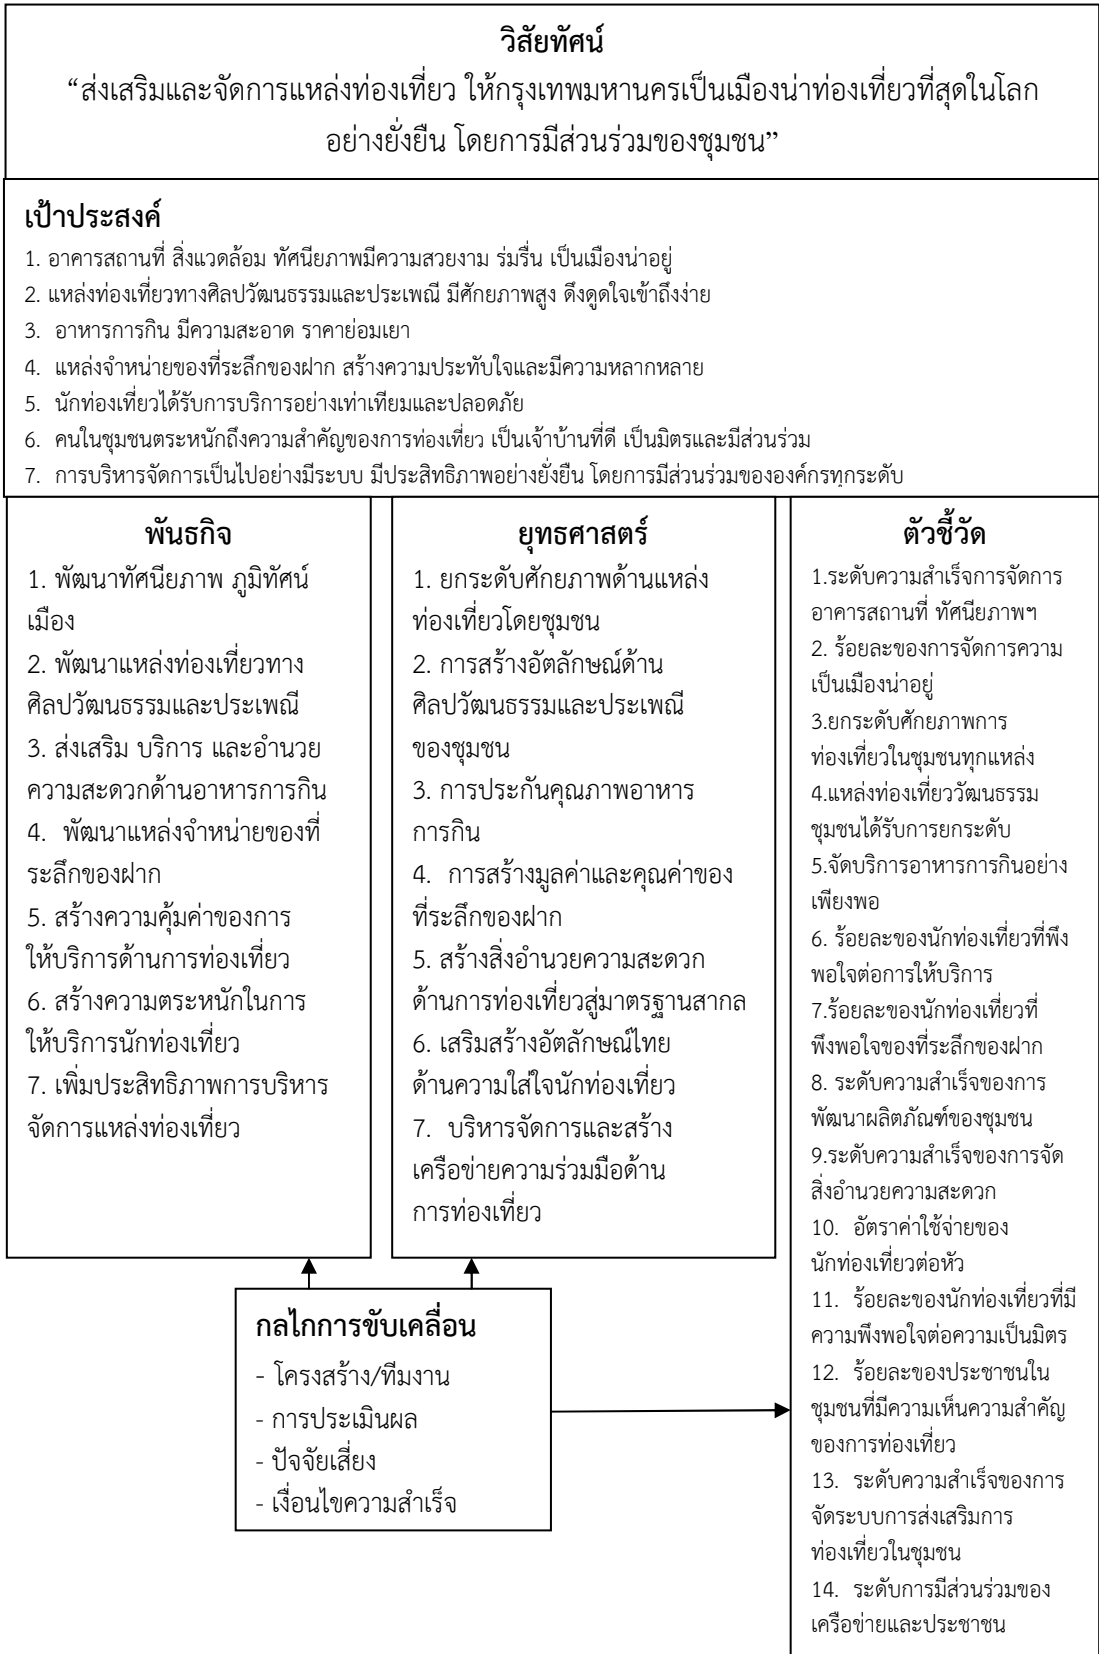 วิสัยทัศน์
“ส่งเสริมและจัดการแหล่งท่องเที่ยว ให้กรุงเทพมหานครเป็นเมืองน่าท่องเที่ยวที่สุดในโลก
อย่างยั่งยืน โดยการมีส่วนร่วมของชุมชน”
เป้าประสงค์
1. อาคารสถานที่ สิ่งแวดล้อม ทัศนียภาพมีความสวยงาม ร่มรื่น เป็นเมืองน่าอยู่
2. แหล่งท่องเที่ยวทางศิลปวัฒนธรรมและประเพณี มีศักยภาพสูง ดึงดูดใจเข้าถึงง่าย
3. อาหารการกิน มีความสะอาด ราคาย่อมเยา
4. แหล่งจำหน่ายของที่ระลึกของฝาก สร้างความประทับใจและมีความหลากหลาย
5. นักท่องเที่ยวได้รับการบริการอย่างเท่าเทียมและปลอดภัย
6. คนในชุมชนตระหนักถึงความสำคัญของการท่องเที่ยว เป็นเจ้าบ้านที่ดี เป็นมิตรและมีส่วนร่วม
7. การบริหารจัดการเป็นไปอย่างมีระบบ มีประสิทธิภาพอย่างยั่งยืน โดยการมีส่วนร่วมขององค์กรทุกระดับ
พันธกิจ
1. พัฒนาทัศนียภาพ ภูมิทัศน์
เมือง
2. พัฒนาแหล่งท่องเที่ยวทาง
ศิลปวัฒนธรรมและประเพณี
3. ส่งเสริม บริการ และอำนวย
ความสะดวกด้านอาหารการกิน
4. พัฒนาแหล่งจำหน่ายของที่
ระลึกของฝาก
5. สร้างความคุ้มค่าของการ
ให้บริการด้านการท่องเที่ยว
6. สร้างความตระหนักในการ
ให้บริการนักท่องเที่ยว
7. เพิ่มประสิทธิภาพการบริหาร
จัดการแหล่งท่องเที่ยว
ยุทธศาสตร์
1. ยกระดับศักยภาพด้านแหล่ง
ท่องเที่ยวโดยชุมชน
2. การสร้างอัตลักษณ์ด้าน
ศิลปวัฒนธรรมและประเพณี
ของชุมชน
3. การประกันคุณภาพอาหาร
การกิน
4. การสร้างมูลค่าและคุณค่าของ
ที่ระลึกของฝาก
5. สร้างสิ่งอำนวยความสะดวก
ด้านการท่องเที่ยวสู่มาตรฐานสากล
6. เสริมสร้างอัตลักษณ์ไทย
ด้านความใส่ใจนักท่องเที่ยว
7. บริหารจัดการและสร้าง
เครือข่ายความร่วมมือด้าน
การท่องเที่ยว
ตัวชี้วัด
1.ระดับความสำเร็จการจัดการ
อาคารสถานที่ ทัศนียภาพฯ
2. ร้อยละของการจัดการความ
เป็นเมืองน่าอยู่
3.ยกระดับศักยภาพการ
ท่องเที่ยวในชุมชนทุกแหล่ง
4.แหล่งท่องเที่ยววัฒนธรรม
ชุมชนได้รับการยกระดับ
5.จัดบริการอาหารการกินอย่าง
เพียงพอ
6. ร้อยละของนักท่องเที่ยวที่พึง
พอใจต่อการให้บริการ
7.ร้อยละของนักท่องเที่ยวที่
พึงพอใจของที่ระลึกของฝาก
8. ระดับความสำเร็จของการ
พัฒนาผลิตภัณฑ์ของชุมชน
9.ระดับความสำเร็จของการจัด
สิ่งอำนวยความสะดวก
10. อัตราค่าใช้จ่ายของ
นักท่องเที่ยวต่อหัว
11. ร้อยละของนักท่องเที่ยวที่มี
ความพึงพอใจต่อความเป็นมิตร
12. ร้อยละของประชาชนใน
ชุมชนที่มีความเห็นความสำคัญ
ของการท่องเที่ยว
13. ระดับความสำเร็จของการ
จัดระบบการส่งเสริมการ
ท่องเที่ยวในชุมชน
14. ระดับการมีส่วนร่วมของ
เครือข่ายและประชาชน
กลไกการขับเคลื่อน
- โครงสร้าง/ทีมงาน
- การประเมินผล
- ปัจจัยเสี่ยง
- เงื่อนไขความสำเร็จ